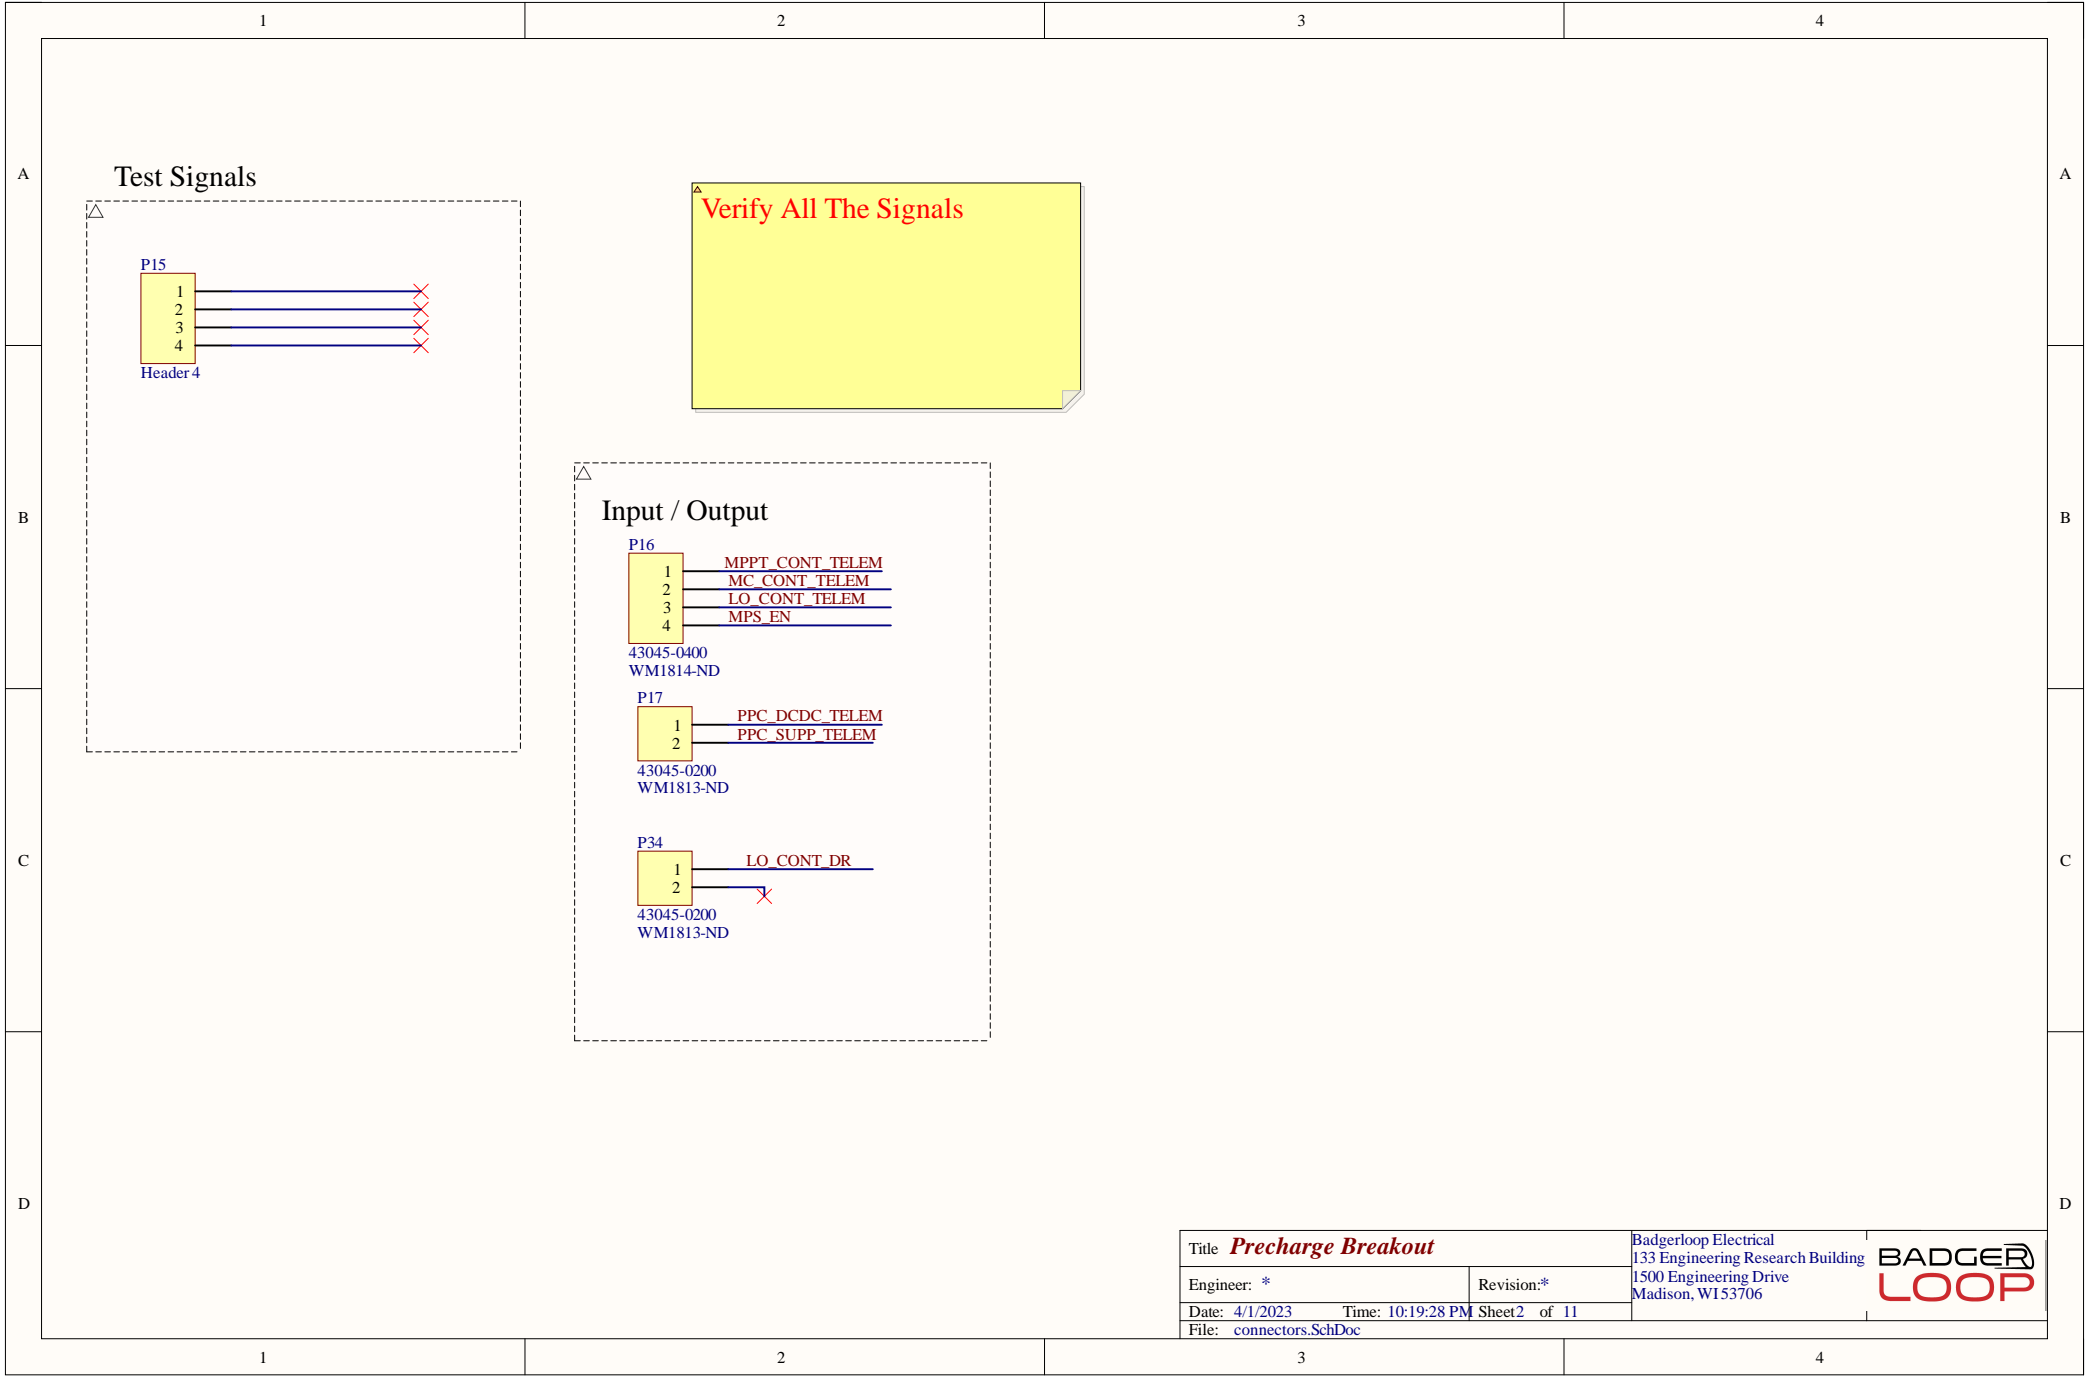 1 2 3 4
A A
Test Signals
Verify All The Signals
P15
1
2
3
4
Header 4
B B
Input / Output
P16
1 MPPT_CONT_TELEM
2 MC_CONT_TELEM
3 LO_CONT_TELEM
4 MPS_EN
43045-0400
WM1814-ND
P17
1 PPC_DCDC_TELEM
2 PPC_SUPP_TELEM
43045-0200
WM1813-ND
C C
P34
1 LO_CONT_DR
2
43045-0200
WM1813-ND
D D
Title Precharge Breakout
Engineer: * Revision:*
Date: 4/1/2023 Time: 10:19:28 PM Sheet 2 of 11
File: connectors.SchDoc
Badgerloop Electrical
133 Engineering Research Building
1500 Engineering Drive
Madison, WI 53706
BADGER
LOOP
1 2 3 4